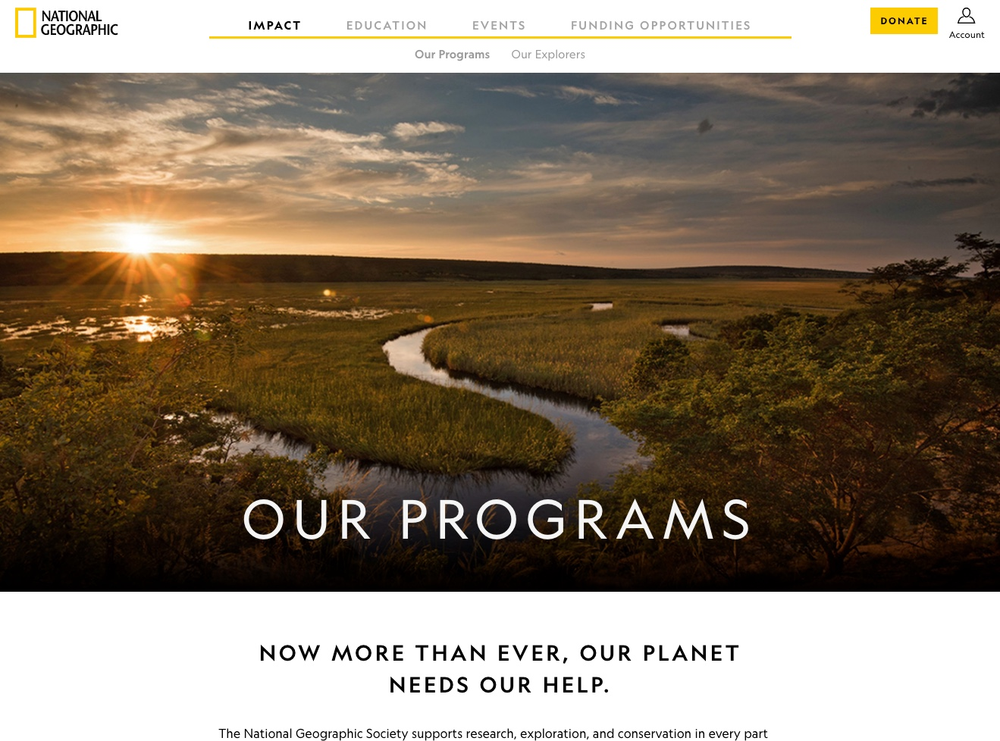 NATIONAL
GEOGRAPHIC
IMPACT EDUCATION EVENTS FUNDING OPPORTUNITIES
DONATE
Account
Our Programs Our Explorers
OUR PROGRAMS
NOW MORE THAN EVER, OUR PLANET
NEEDS OUR HELP.
The National Geographic Society supports research, exploration, and conservation in every part